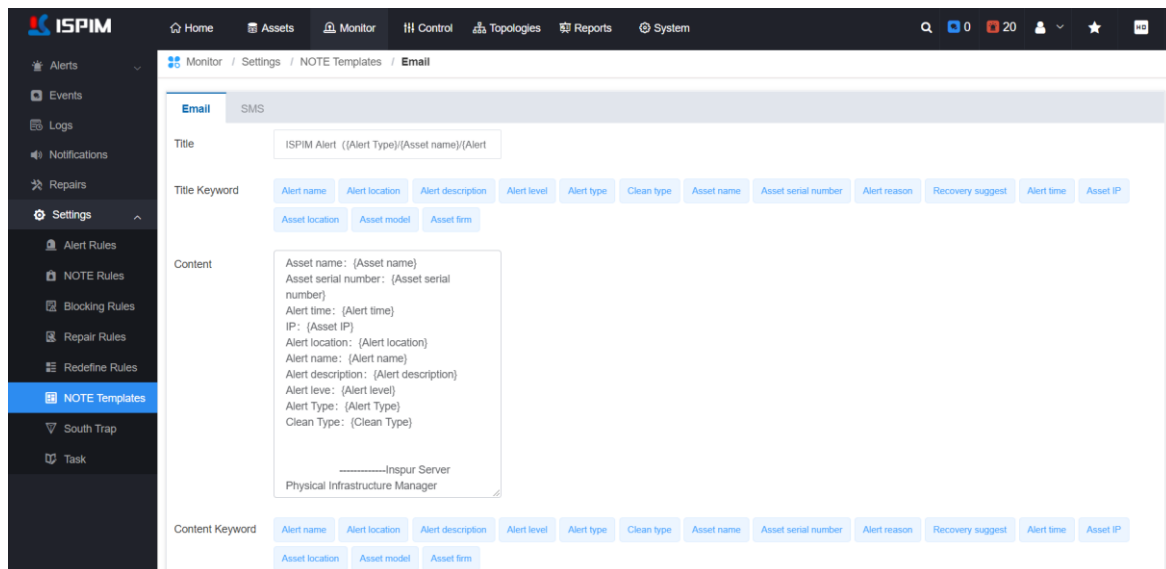 ISPIM
Home Assets Monitor Control Topologies Reports System 0 20
Monitor / Settings / NOTE Templates / Email
Alerts
Events
Logs
Notifications
Repairs
Settings
Alert Rules
NOTE Rules
Blocking Rules
Repair Rules
Redefine Rules
NOTE Templates
South Trap
Task
Email SMS
Title ISPIM Alert ({Alert Type}/{Asset name}/{Alert
Title Keyword Alert name Alert location Alert description Alert level Alert type Clean type Asset name Asset serial number Alert reason Recovery suggest Alert time Asset IP
Asset location Asset model Asset firm
Content
Asset name: {Asset name}
Asset serial number: {Asset serial
number}
Alert time: {Alert time}
IP: {Asset IP}
Alert location: {Alert location}
Alert name: {Alert name}
Alert description: {Alert description}
Alert leve: {Alert level}
Alert Type: {Alert Type}
Clean Type: {Clean Type}
-------------Inspur Server
Physical Infrastructure Manager
Content Keyword Alert name Alert location Alert description Alert level Alert type Clean type Asset name Asset serial number Alert reason Recovery suggest Alert time Asset IP
Asset location Asset model Asset firm